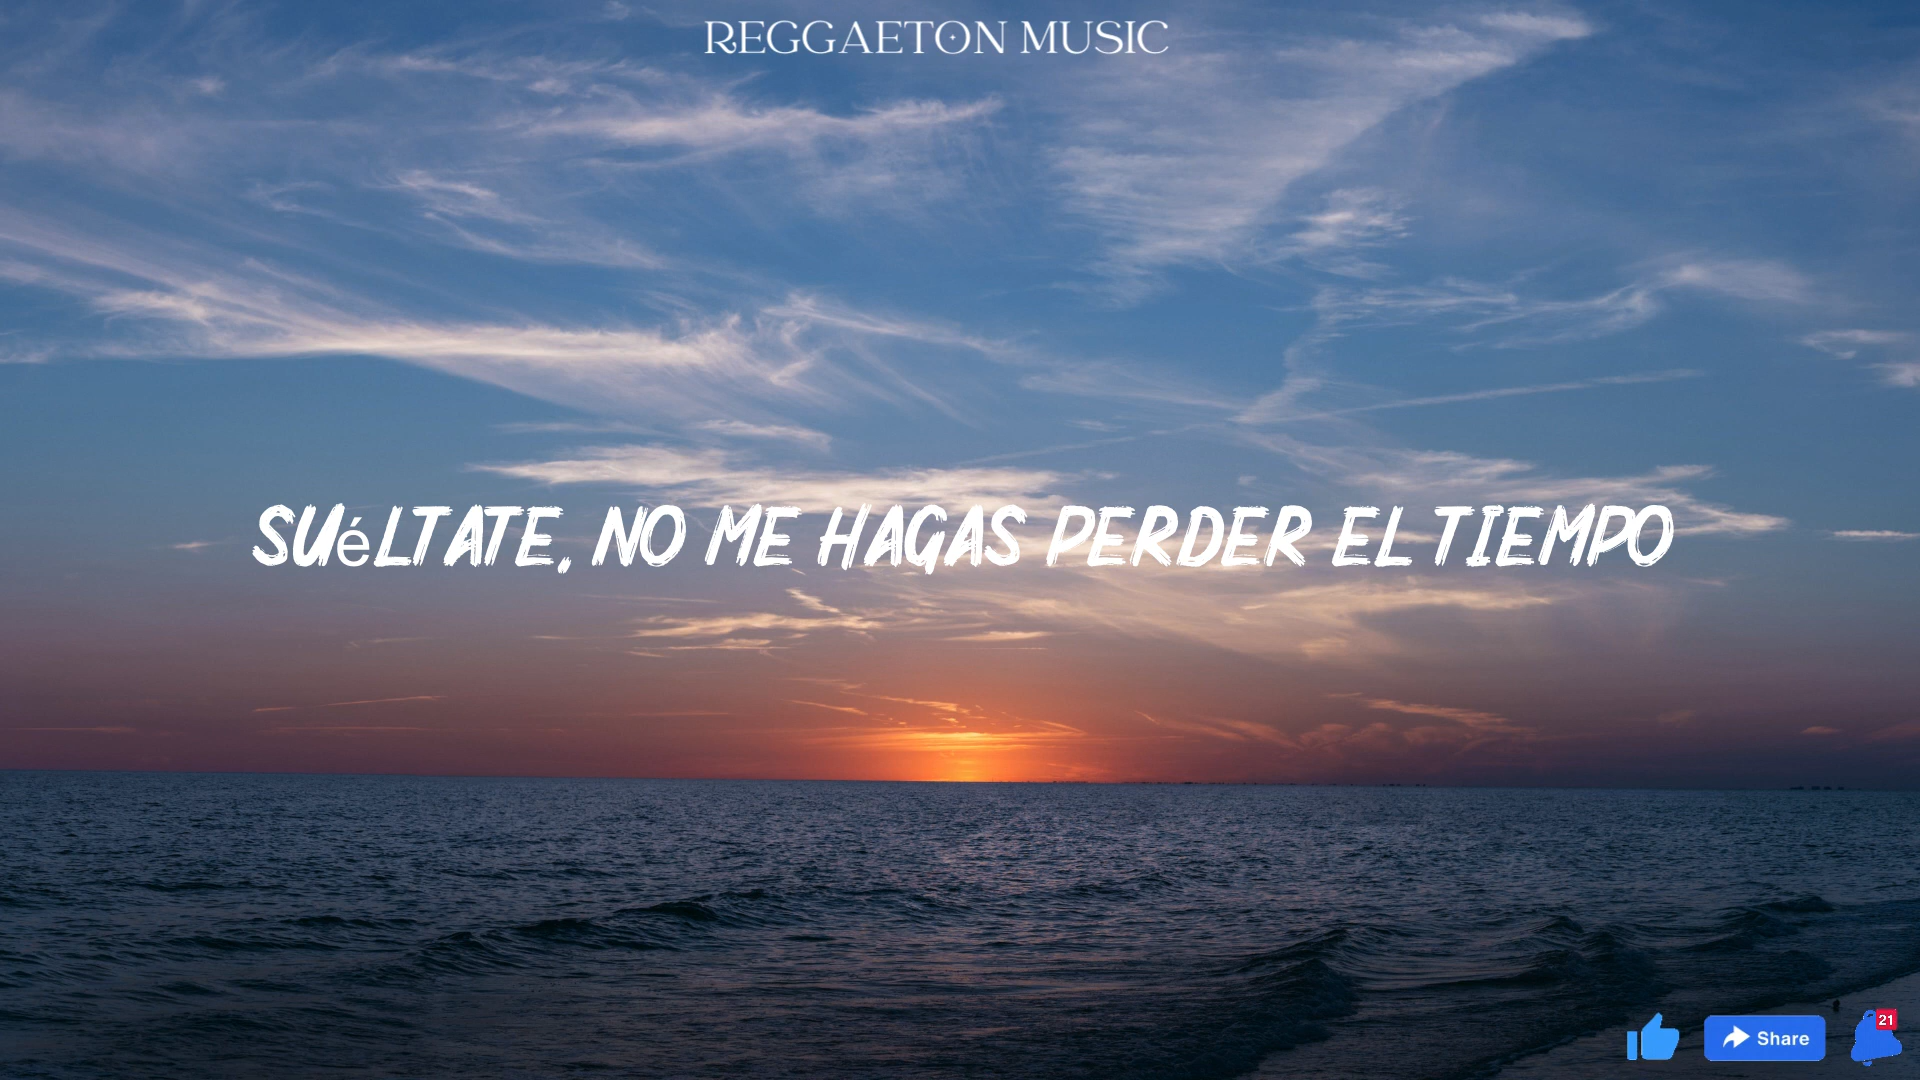 REGGAETON MUSIC
SUéLTATE, NO ME HAGAS PERDER EL TIEMPO
21
Share